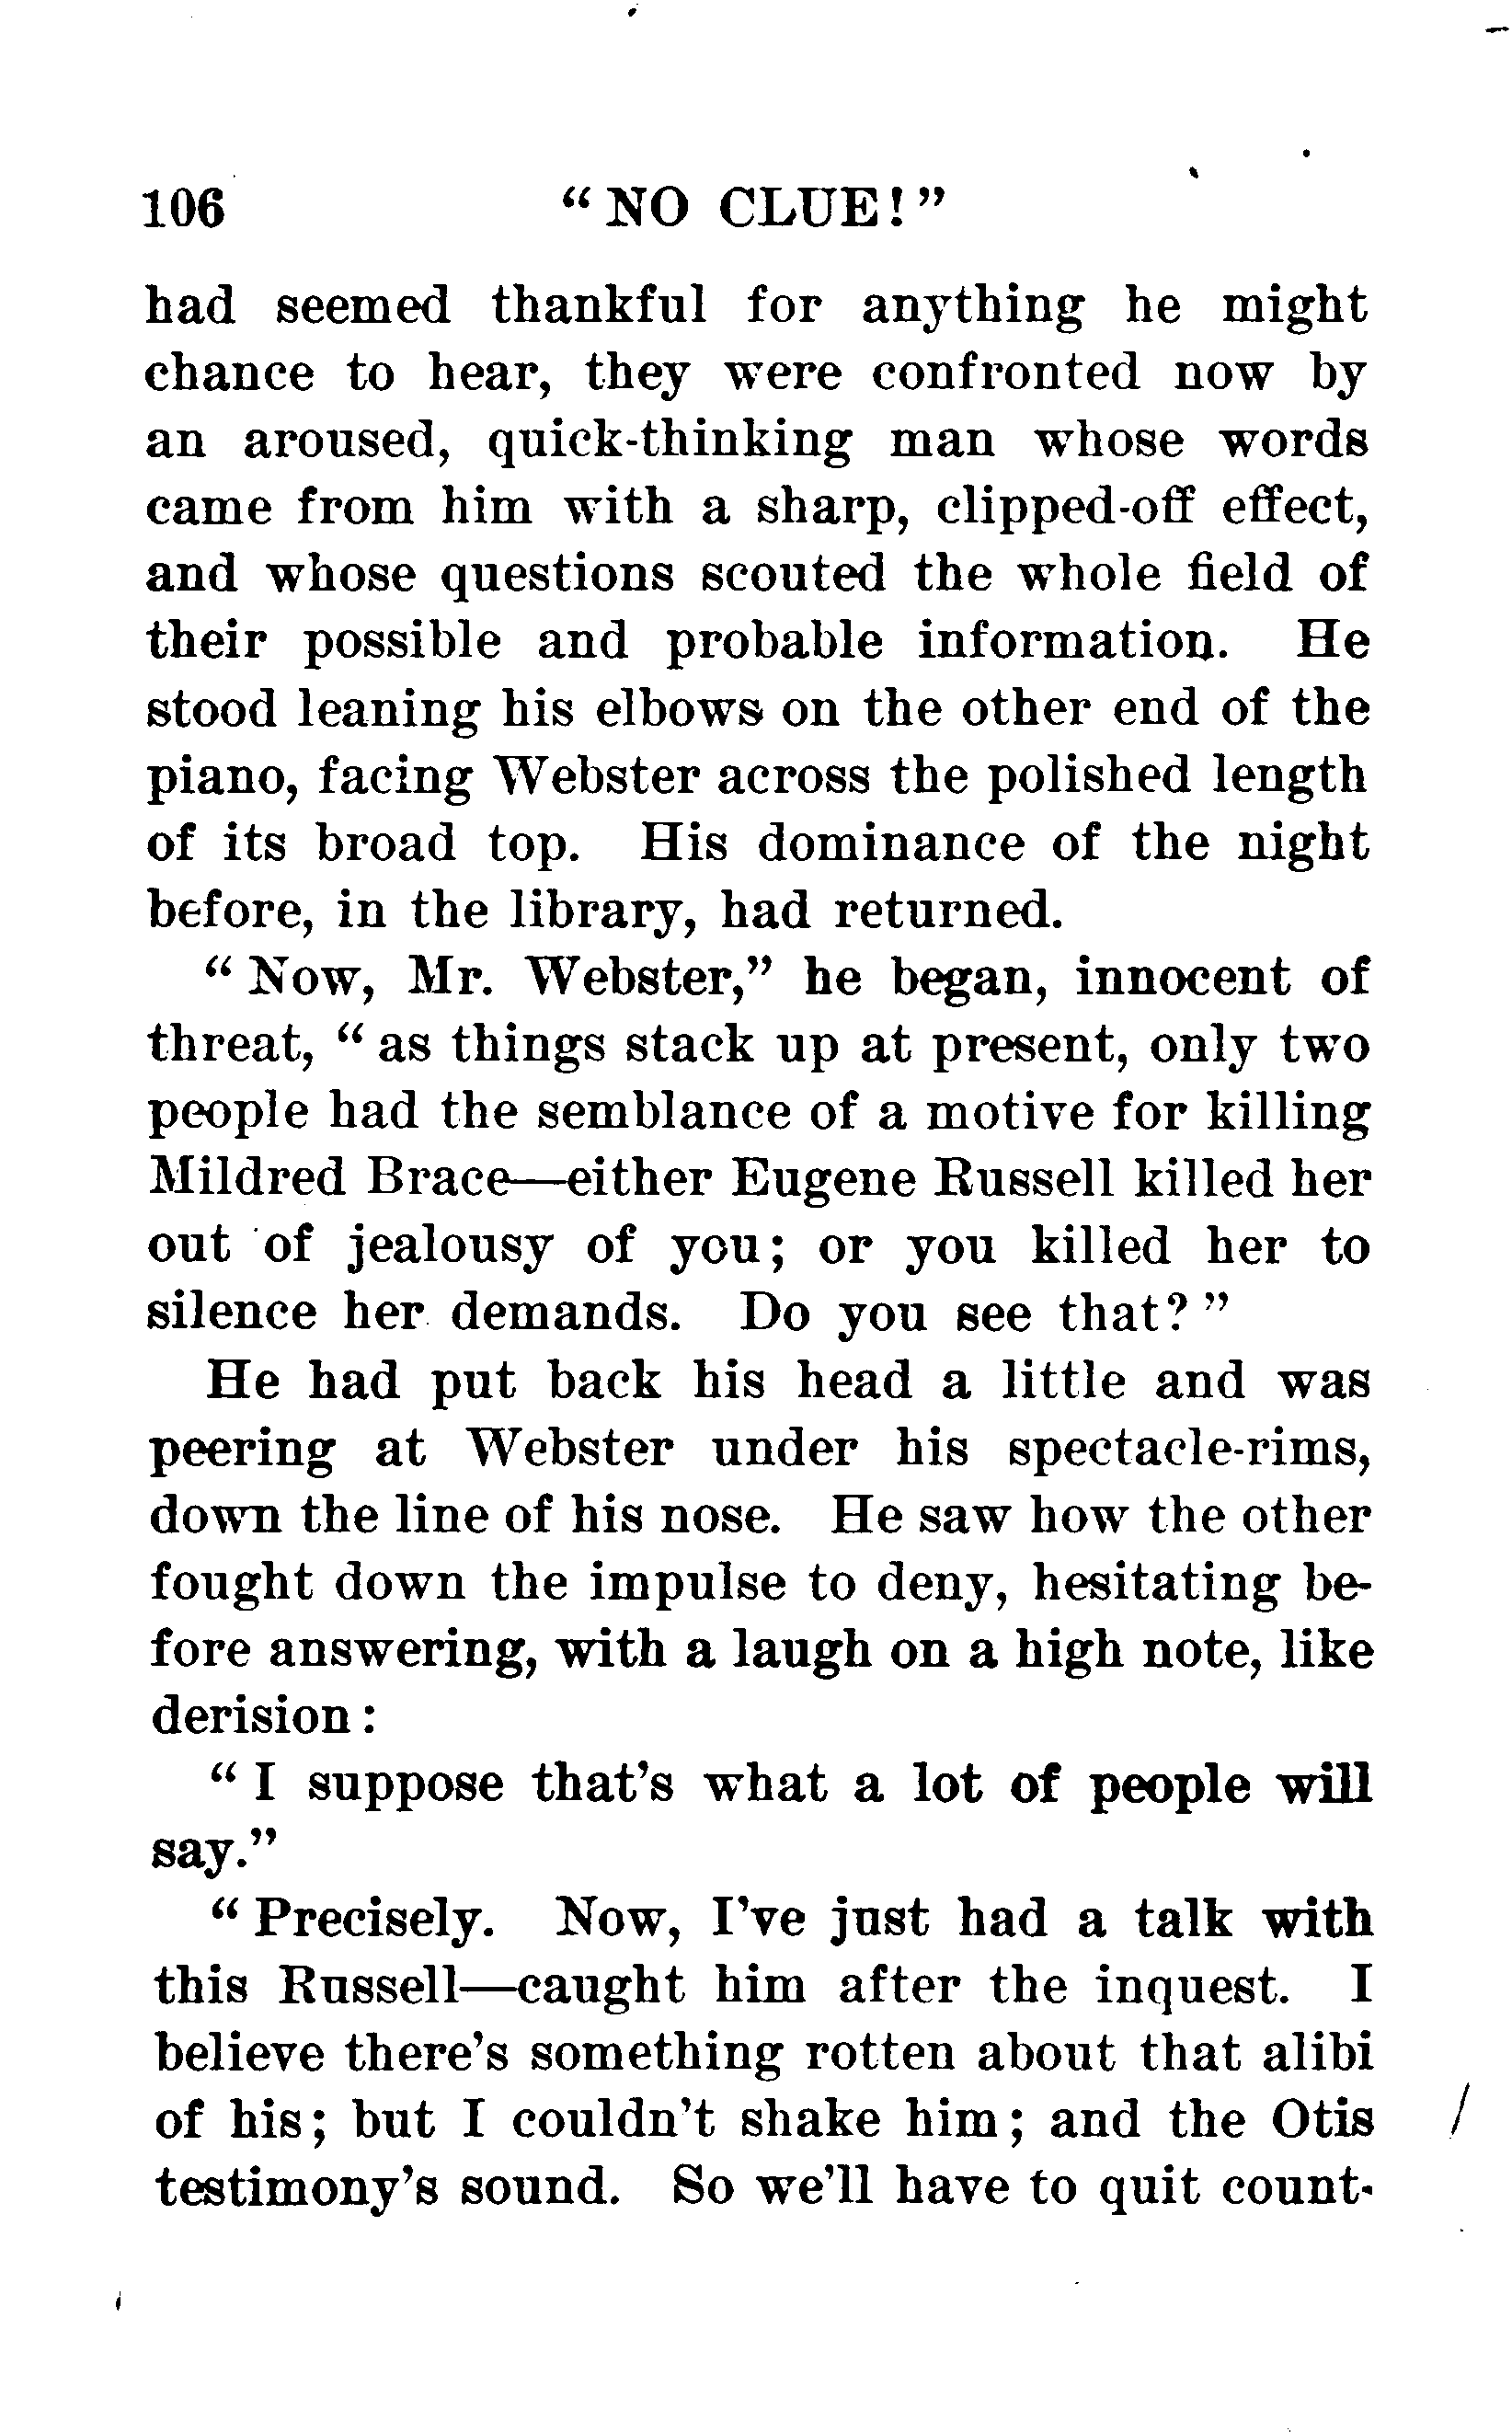 106 "NO CLUE!"
had seemed thankful for anything he might
chance to hear, they were confronted now by
an aroused, quick-thinking man whose words
came from him with a sharp, clipped-off effect,
and whose questions scouted the whole field of
their possible and probable information. He
stood leaning his elbows on the other end of the
piano, facing Webster across the polished length
of its broad top. His dominance of the night
before, in the library, had returned.
"Now, Mr. Webster," he began, innocent of
threat, "as things stack up at present, only two
people had the semblance of a motive for killing
Mildred Brace—either Eugene Russell killed her
out of jealousy of you; or you killed her to
silence her demands. Do you see that?"
He had put back his head a little and was
peering at Webster under his spectacle-rims,
down the line of his nose. He saw how the other
fought down the impulse to deny, hesitating be-
fore answering, with a laugh on a high note, like
derision:
"I suppose that's what a lot of people will
say."
"Precisely. Now, I've just had a talk with
this Russell—caught him after the inquest. I
believe there's something rotten about that alibi
of his; but I couldn't shake him; and the Otis
testimony's sound. So we'll have to quit count-